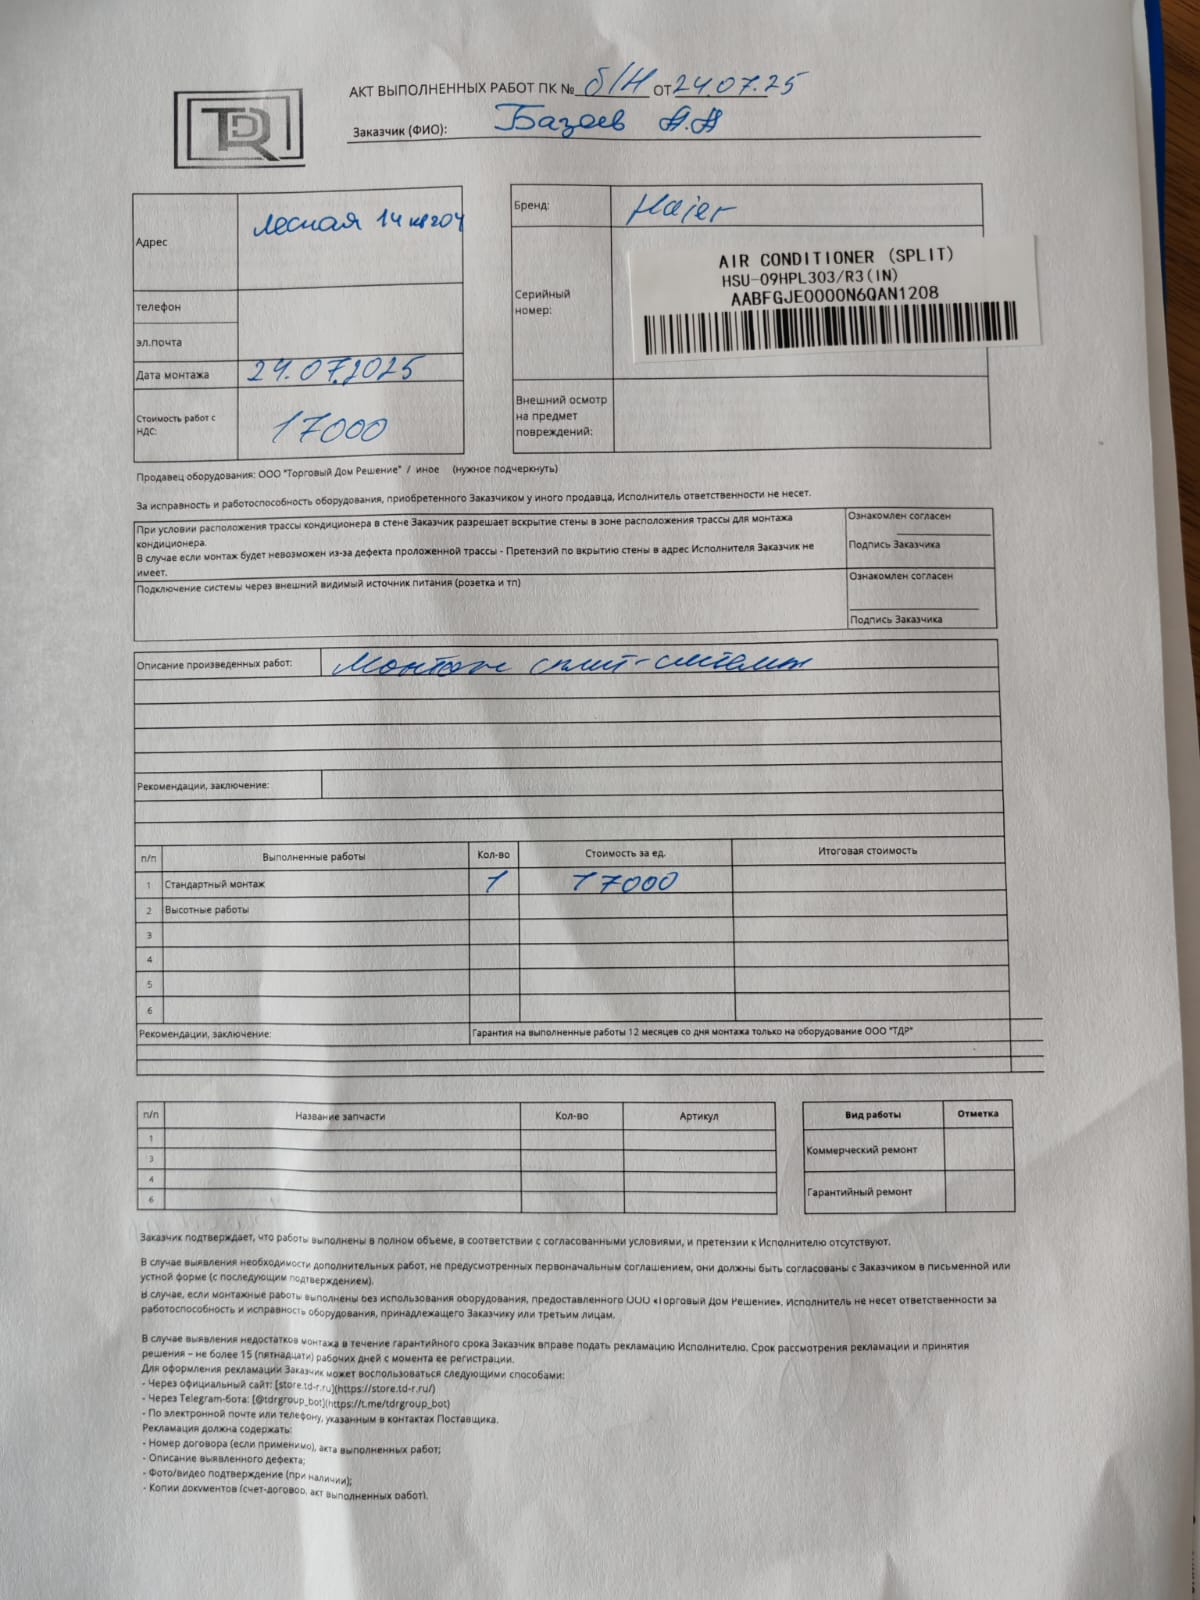 TDR
АКТ ВЫПОЛНЕННЫХ РАБОТ ПК № б/н от 24.07.25
Заказчик (ФИО): Базаев А.А
Адрес Лесная 14 кв204
телефон
эл.почта
Дата монтажа 24.07.2025
Стоимость работ с НДС: 17000
Бренд: Haier
Серийный номер:
AIR CONDITIONER (SPLIT)
HSU-09HPL303/R3(IN)
AABFGJE0000N6QAN1208
Внешний осмотр на предмет повреждений:
Продавец оборудования: ООО "Торговый Дом Решение" / иное (нужное подчеркнуть)
За исправность и работоспособность оборудования, приобретенного Заказчиком у иного продавца, Исполнитель ответственности не несет.
При условии расположения трассы кондиционера в стене Заказчик разрешает вскрытие стены в зоне расположения трассы для монтажа
кондиционера.
В случае если монтаж будет невозможен из-за дефекта проложенной трассы - Претензий по вкрытию стены в адрес Исполнителя Заказчик не
имеет.
Ознакомлен согласен
Подпись Заказчика
Подключение системы через внешний видимый источник питания (розетка и тп)
Ознакомлен согласен
Подпись Заказчика
Описание произведенных работ: Монтаж сплит-системы
Рекомендации, заключение:
п/п Выполненные работы Кол-во Стоимость за ед. Итоговая стоимость
1 Стандартный монтаж 1 17000
2 Высотные работы
3
4
5
6
Рекомендации, заключение: Гарантия на выполненные работы 12 месяцев со дня монтажа только на оборудование ООО "ТДР"
п/п Название запчасти Кол-во Артикул
1
3
4
6
Вид работы Отметка
Коммерческий ремонт
Гарантийный ремонт
Заказчик подтверждает, что работы выполнены в полном объеме, в соответствии с согласованными условиями, и претензии к Исполнителю отсутствуют.
В случае выявления необходимости дополнительных работ, не предусмотренных первоначальным соглашением, они должны быть согласованы с Заказчиком в письменной или
устной форме (с последующим подтверждением).
В случае, если монтажные работы выполнены без использования оборудования, предоставленного ООО «Торговый Дом Решение», Исполнитель не несет ответственности за
работоспособность и исправность оборудования, принадлежащего Заказчику или третьим лицам.
В случае выявления недостатков монтажа в течение гарантийного срока Заказчик вправе подать рекламацию Исполнителю. Срок рассмотрения рекламации и принятия
решения – не более 15 (пятнадцати) рабочих дней с момента ее регистрации.
Для оформления рекламации Заказчик может воспользоваться следующими способами:
- Через официальный сайт: [store.td-r.ru](https://store.td-r.ru/)
- Через Telegram-бота: [@tdrgroup_bot](https://t.me/tdrgroup_bot)
- По электронной почте или телефону, указанным в контактах Поставщика.
Рекламация должна содержать:
- Номер договора (если применимо), акта выполненных работ;
- Описание выявленного дефекта;
- Фото/видео подтверждение (при наличии);
- Копии документов (счет-договор, акт выполненных работ).